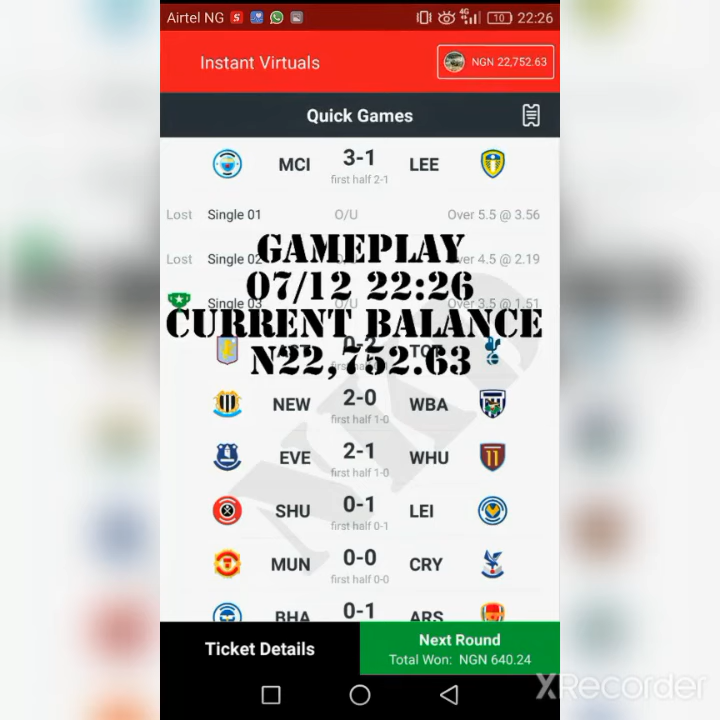 Airtel NG 10 22:26
Instant Virtuals NGN 22,752.63
Quick Games
MCI 3-1 LEE
first half 2-1
Lost Single 01 O/U Over 5.5 @ 3.56
GAMEPLAY
Lost Single 02 Over 4.5 @ 2.19
07/12 22:26
Single 03 O/U Over 3.5 @ 1.51
CURRENT BALANCE
AST 0-2 TOT
N22,752.63
NEW 2-0 WBA
first half 1-0
EVE 2-1 WHU
first half 1-0
SHU 0-1 LEI
first half 0-1
MUN 0-0 CRY
first half 0-0
BHA 0-1 ARS
Ticket Details Next Round
Total Won: NGN 640.24
XRecorder